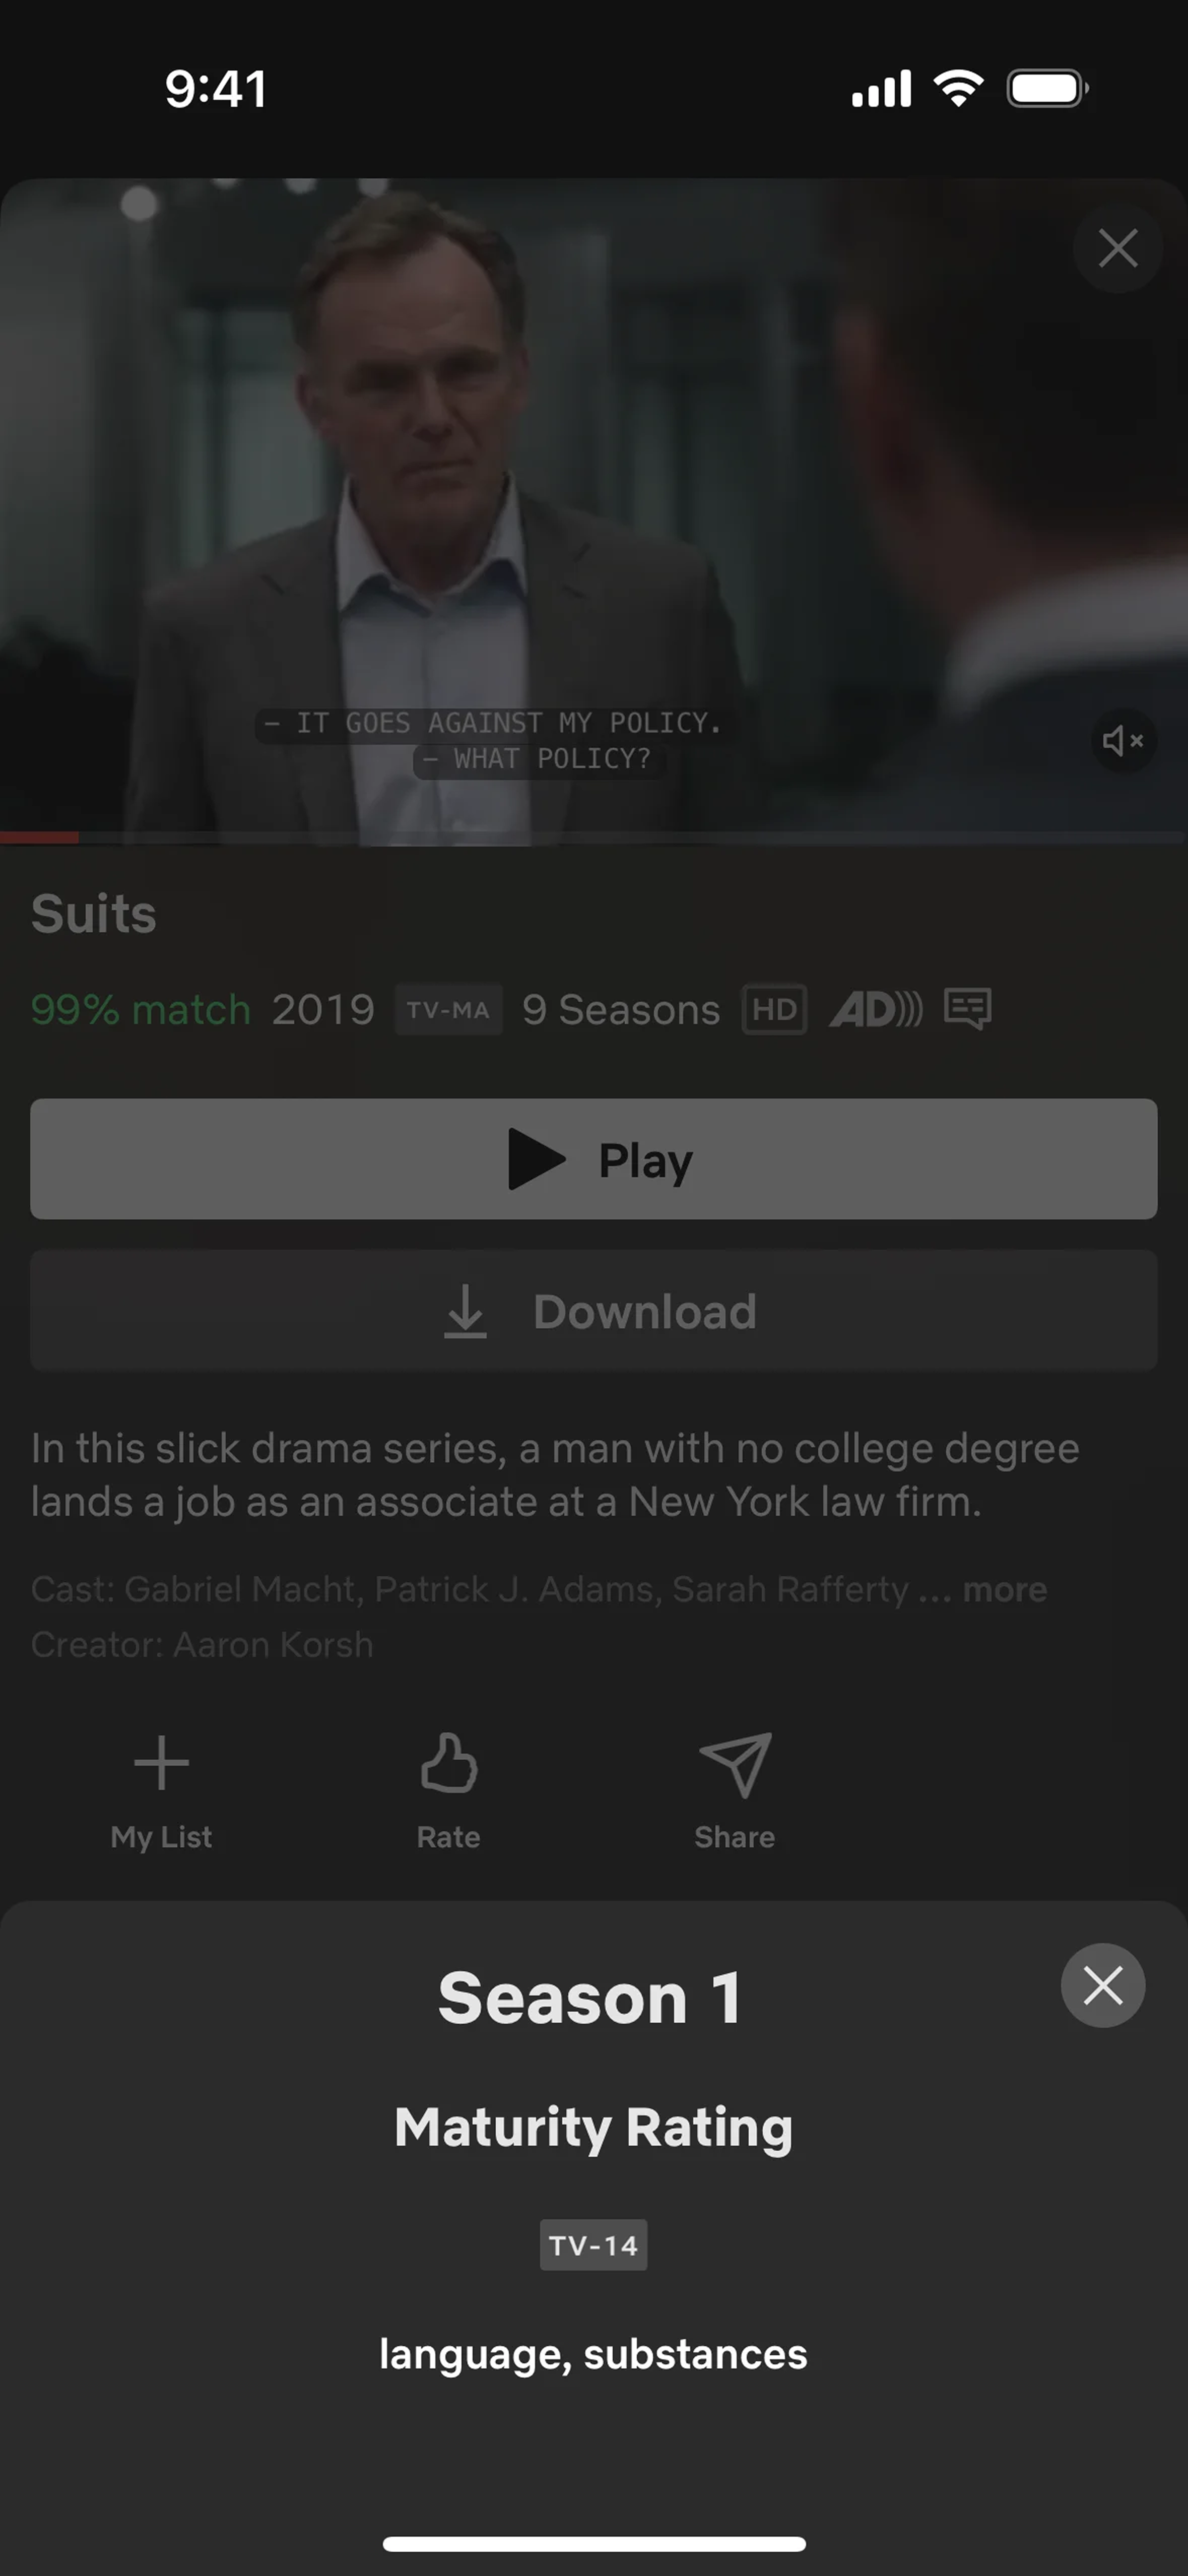 9:41
– IT GOES AGAINST MY POLICY.
– WHAT POLICY?
Suits
99% match 2019 TV-MA 9 Seasons HD AD
Play
Download
In this slick drama series, a man with no college degree
lands a job as an associate at a New York law firm.
Cast: Gabriel Macht, Patrick J. Adams, Sarah Rafferty ... more
Creator: Aaron Korsh
My List Rate Share
Season 1
Maturity Rating
TV-14
language, substances